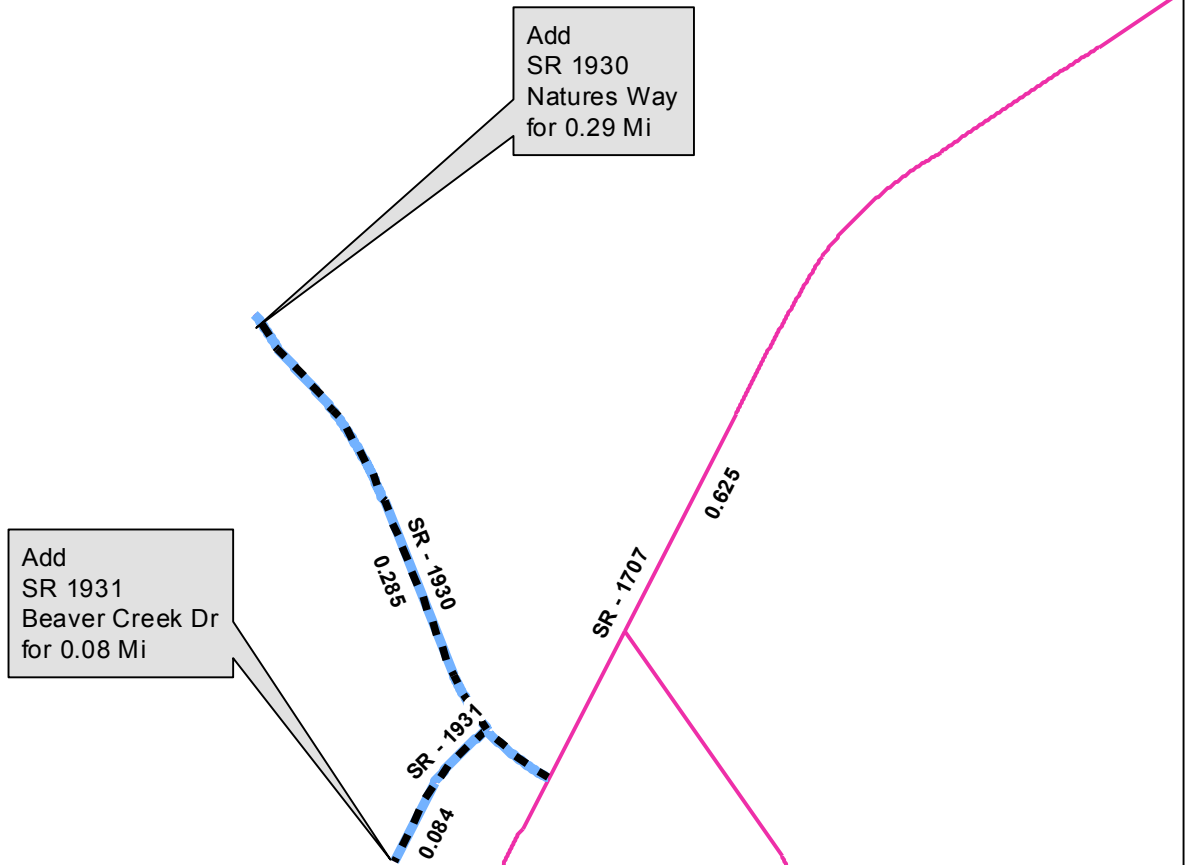 Add
SR 1930
Natures Way
for 0.29 Mi
0.625
SR - 1930
0.285
SR - 1707
Add
SR 1931
Beaver Creek Dr
for 0.08 Mi
SR - 1931
0.084